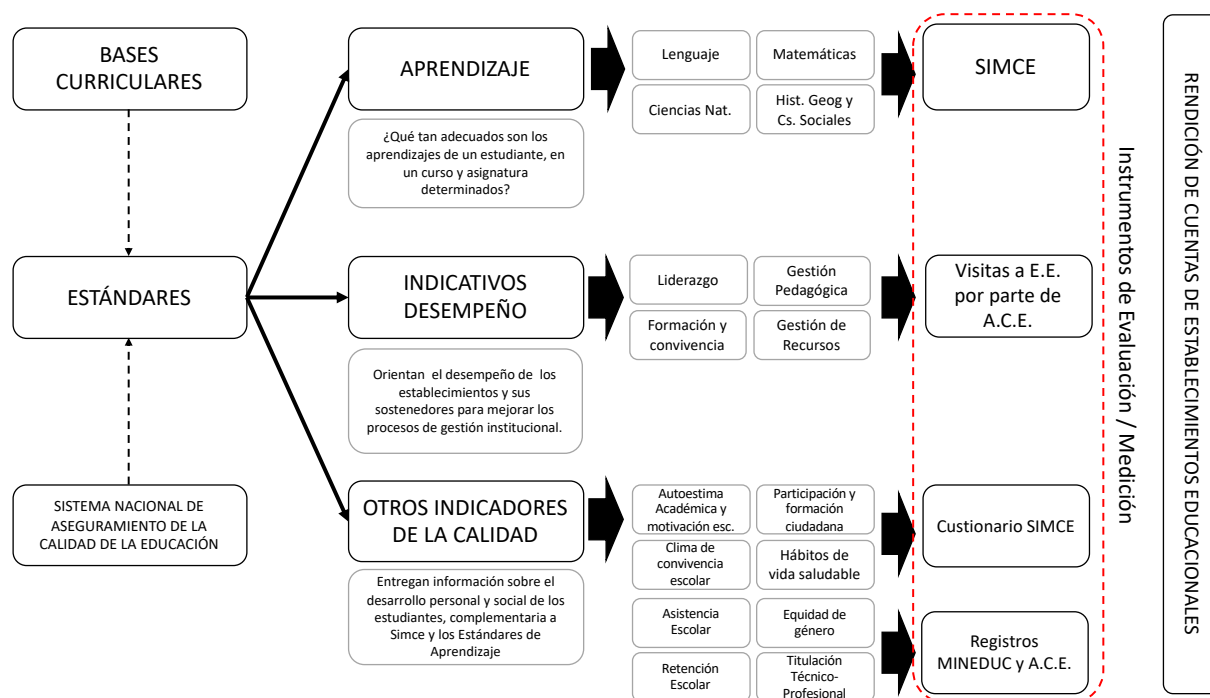 BASES
CURRICULARES
ESTÁNDARES
SISTEMA NACIONAL DE
ASEGURAMIENTO DE LA
CALIDAD DE LA EDUCACIÓN
APRENDIZAJE
¿Qué tan adecuados son los
aprendizajes de un estudiante, en
un curso y asignatura
determinados?
Lenguaje
Matemáticas
Ciencias Nat.
Hist. Geog y
Cs. Sociales
SIMCE
INDICATIVOS
DESEMPEÑO
Orientan el desempeño de los
establecimientos y sus
sostenedores para mejorar los
procesos de gestión institucional.
Liderazgo
Gestión
Pedagógica
Formación y
convivencia
Gestión de
Recursos
Visitas a E.E.
por parte de
A.C.E.
OTROS INDICADORES
DE LA CALIDAD
Entregan información sobre el
desarrollo personal y social de los
estudiantes, complementaria a
Simce y los Estándares de
Aprendizaje
Autoestima
Académica y
motivación esc.
Participación y
formación
ciudadana
Clima de
convivencia
escolar
Hábitos de
vida saludable
Asistencia
Escolar
Equidad de
género
Retención
Escolar
Titulación
Técnico-
Profesional
Custionario SIMCE
Registros
MINEDUC y A.C.E.
Instrumentos de Evaluación / Medición
RENDICIÓN DE CUENTAS DE ESTABLECIMIENTOS EDUCACIONALES